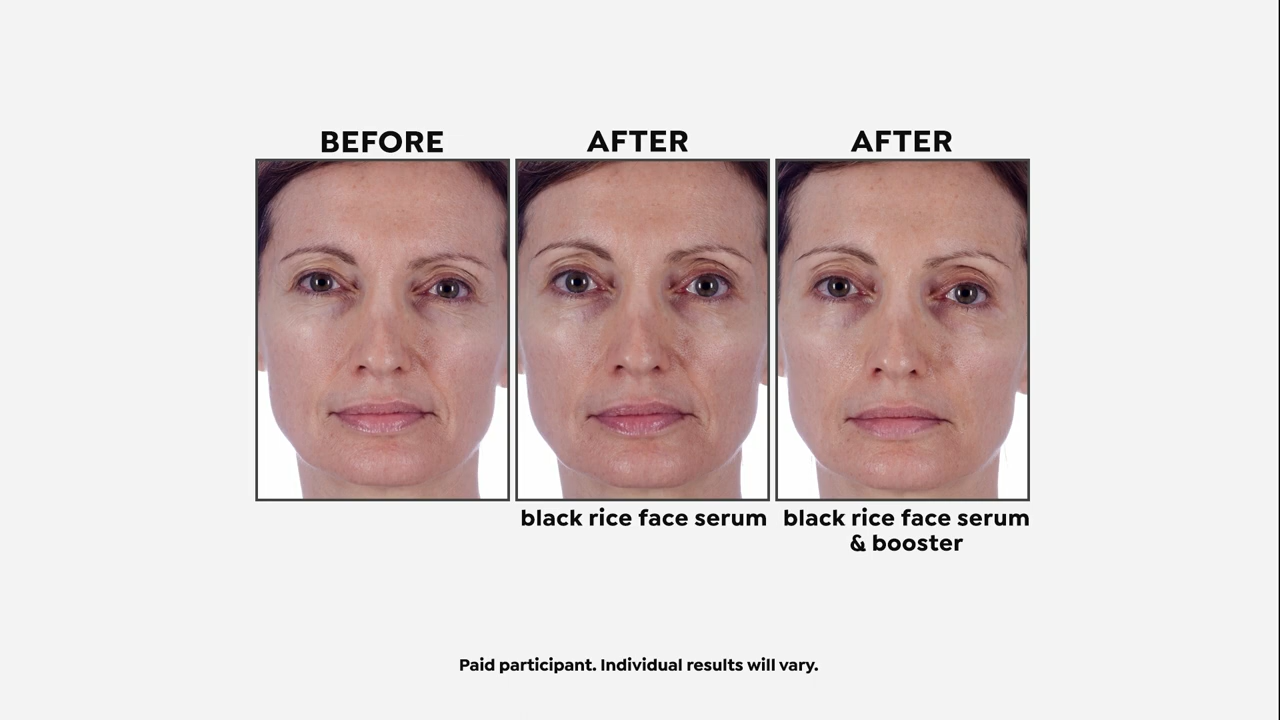 BEFORE
AFTER
AFTER
black rice face serum
black rice face serum
& booster
Paid participant. Individual results will vary.